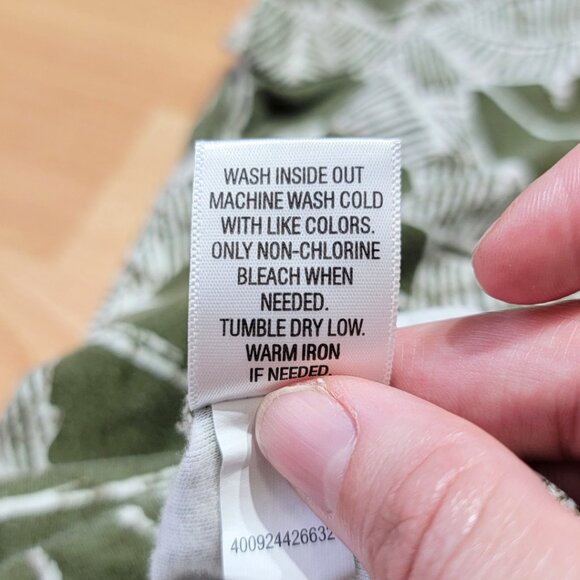 WASH INSIDE OUT
MACHINE WASH COLD
WITH LIKE COLORS.
ONLY NON-CHLORINE
BLEACH WHEN
NEEDED.
TUMBLE DRY LOW.
WARM IRON
IF NEEDED.
400924426632